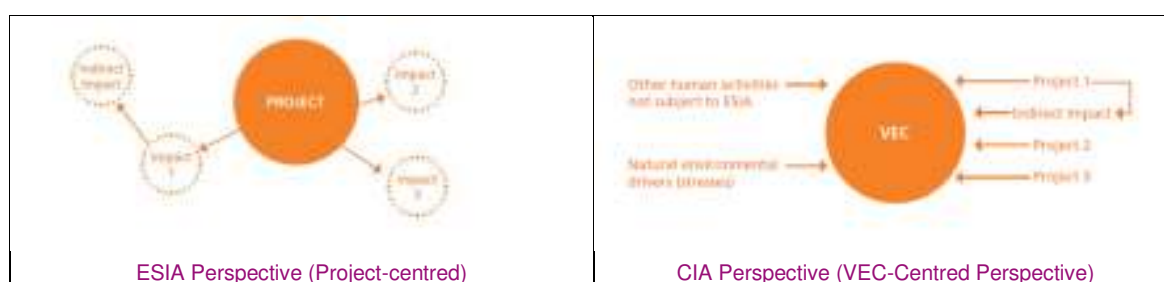 Indirect
Impact
PROJECT
Impact
2
Impact
1
Impact
3
ESIA Perspective (Project-centred)
Other human activities
not subject to ESIA
Natural environmental
drivers (stresses)
VEC
Project 1
Indirect Impact
Project 2
Project 3
CIA Perspective (VEC-Centred Perspective)